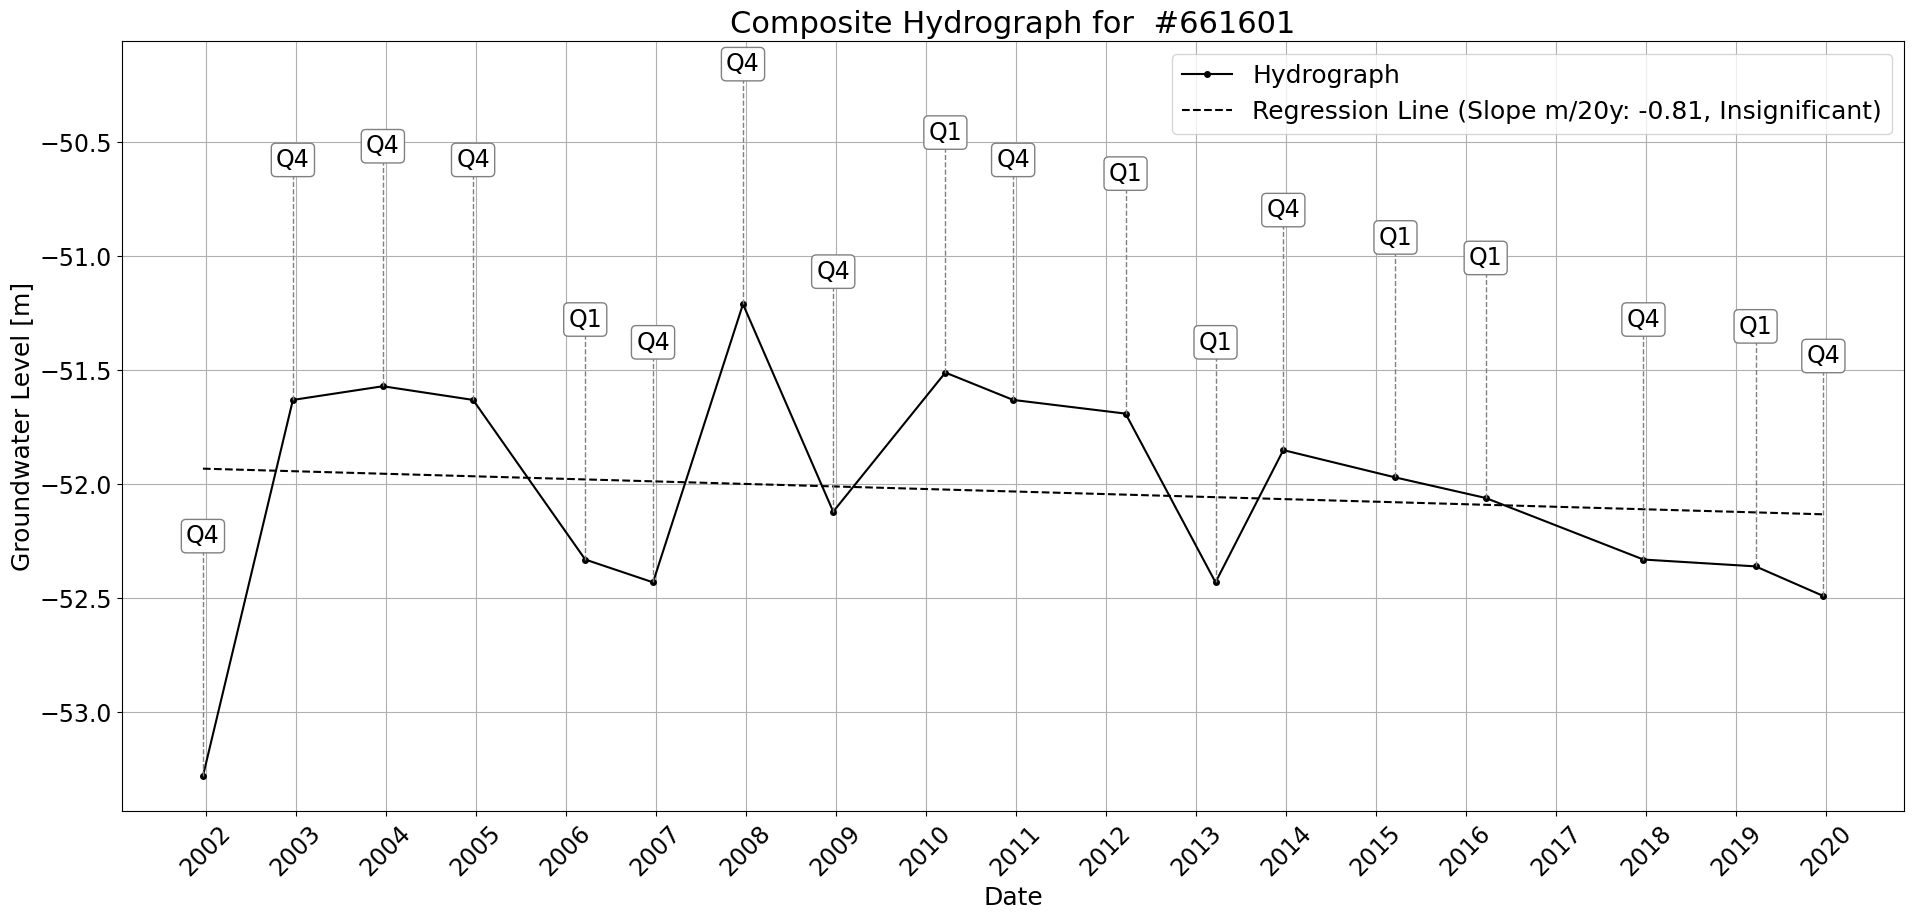 Composite Hydrograph for  #661601
Hydrograph
Regression Line (Slope m/20y: -0.81, Insignificant)
Groundwater Level [m]
−50.5
−51.0
−51.5
−52.0
−52.5
−53.0
Q4
Q4
Q4
Q4
Q1
Q4
Q4
Q4
Q1
Q4
Q1
Q1
Q4
Q1
Q1
Q4
Q1
Q4
2002
2003
2004
2005
2006
2007
2008
2009
2010
2011
2012
2013
2014
2015
2016
2017
2018
2019
2020
Date